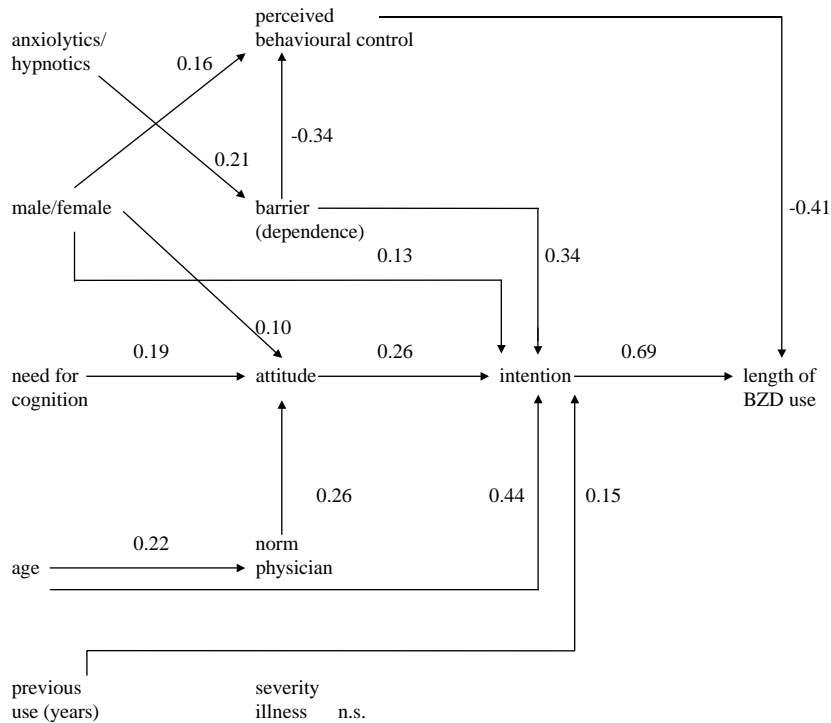 perceived
behavioural control
anxiolytics/
hypnotics
0.16
-0.34
0.21
male/female
barrier
(dependence)
-0.41
0.13
0.34
0.10
0.19
0.26
0.69
need for
cognition
attitude
intention
length of
BZD use
0.26
0.44
0.15
0.22
age
norm
physician
previous
use (years)
severity
illness n.s.